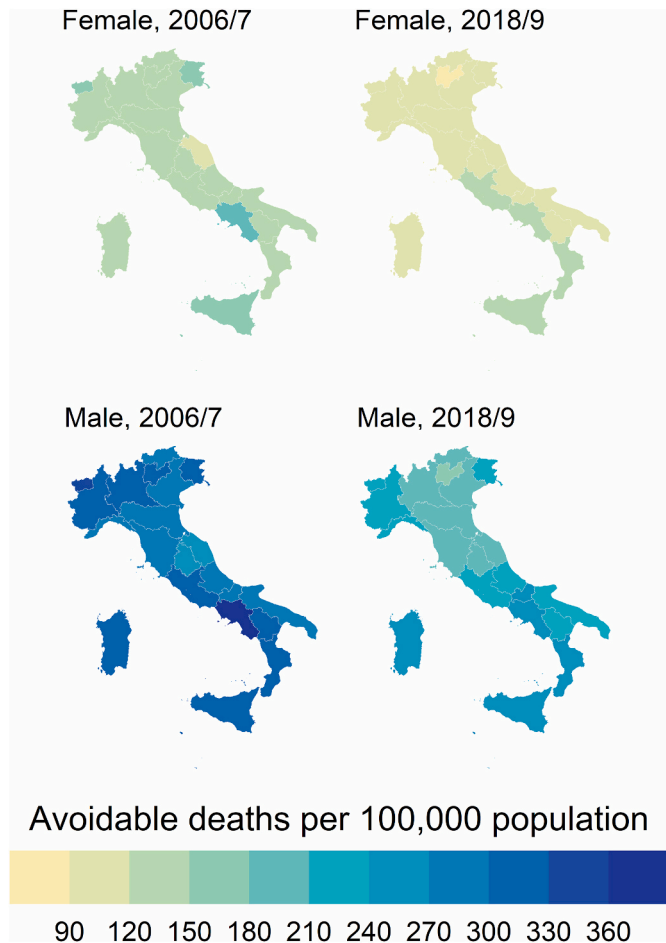 Female, 2006/7 Female, 2018/9
Male, 2006/7 Male, 2018/9
Avoidable deaths per 100,000 population
90 120 150 180 210 240 270 300 330 360